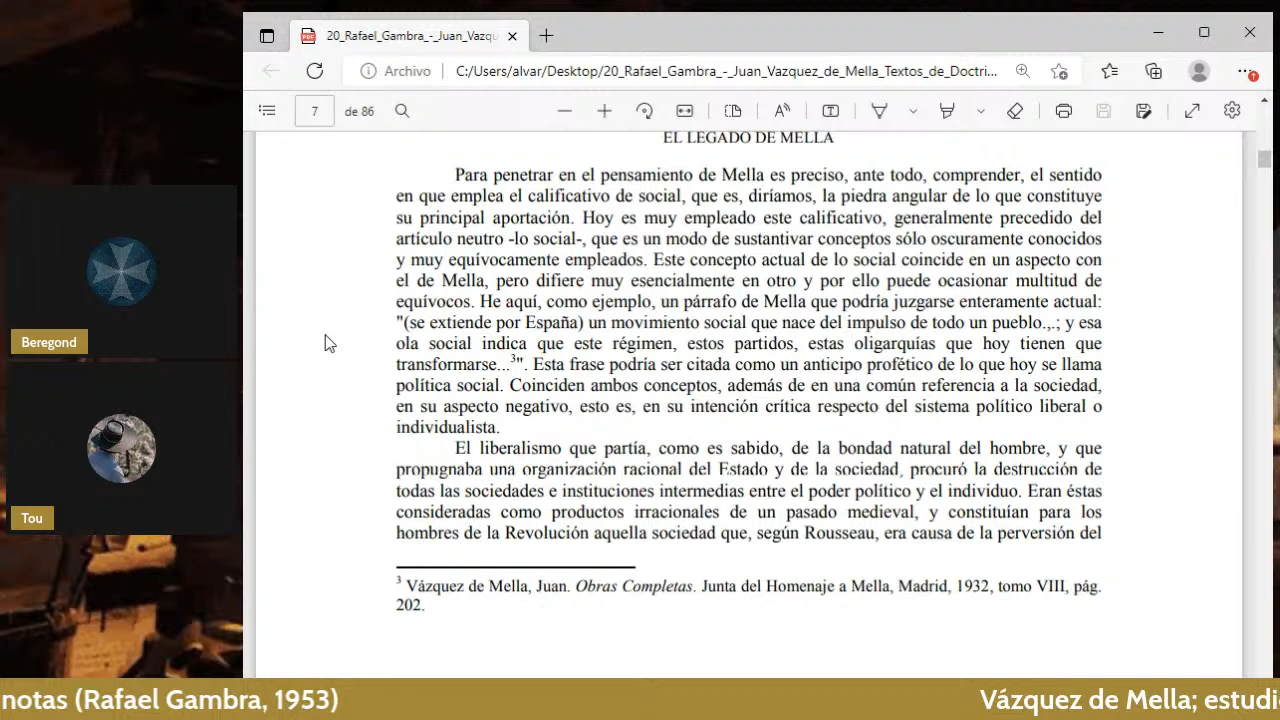 20_Rafael_Gambra_-_Juan_Vazqu
Archivo
C:/Users/alvar/Desktop/20_Rafael_Gambra_-_Juan_Vazquez_de_Mella_Textos_de_Doctri...
7 de 86
EL LEGADO DE MELLA
Para penetrar en el pensamiento de Mella es preciso, ante todo, comprender, el sentido
en que emplea el calificativo de social, que es, diríamos, la piedra angular de lo que constituye
su principal aportación. Hoy es muy empleado este calificativo, generalmente precedido del
artículo neutro -lo social-, que es un modo de sustantivar conceptos sólo oscuramente conocidos
y muy equívocamente empleados. Este concepto actual de lo social coincide en un aspecto con
el de Mella, pero difiere muy esencialmente en otro y por ello puede ocasionar multitud de
equívocos. He aquí, como ejemplo, un párrafo de Mella que podría juzgarse enteramente actual:
"(se extiende por España) un movimiento social que nace del impulso de todo un pueblo.,.; y esa
ola social indica que este régimen, estos partidos, estas oligarquías que hoy tienen que
transformarse...³". Esta frase podría ser citada como un anticipo profético de lo que hoy se llama
política social. Coinciden ambos conceptos, además de en una común referencia a la sociedad,
en su aspecto negativo, esto es, en su intención crítica respecto del sistema político liberal o
individualista.
El liberalismo que partía, como es sabido, de la bondad natural del hombre, y que
propugnaba una organización racional del Estado y de la sociedad, procuró la destrucción de
todas las sociedades e instituciones intermedias entre el poder político y el individuo. Eran éstas
consideradas como productos irracionales de un pasado medieval, y constituían para los
hombres de la Revolución aquella sociedad que, según Rousseau, era causa de la perversión del
³ Vázquez de Mella, Juan. Obras Completas. Junta del Homenaje a Mella, Madrid, 1932, tomo VIII, pág.
202.
Beregond
Tou
notas (Rafael Gambra, 1953)
Vázquez de Mella; estudi